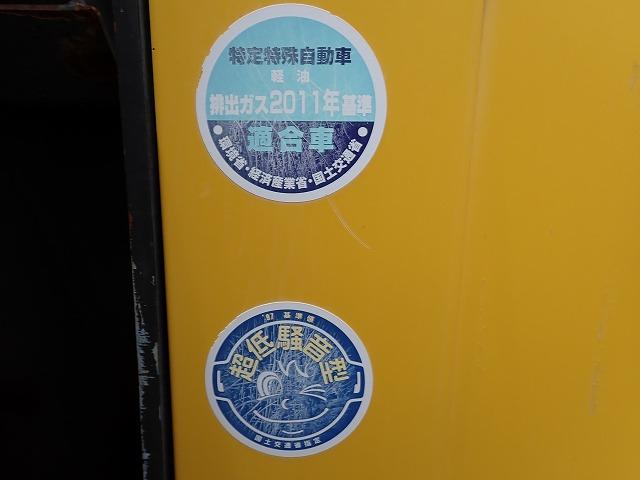 特定特殊自動車
軽油
排出ガス2011年基準
適合車
●環境省・経済産業省・国土交通省●
'97 基準値
超低騒音型
国土交通省指定